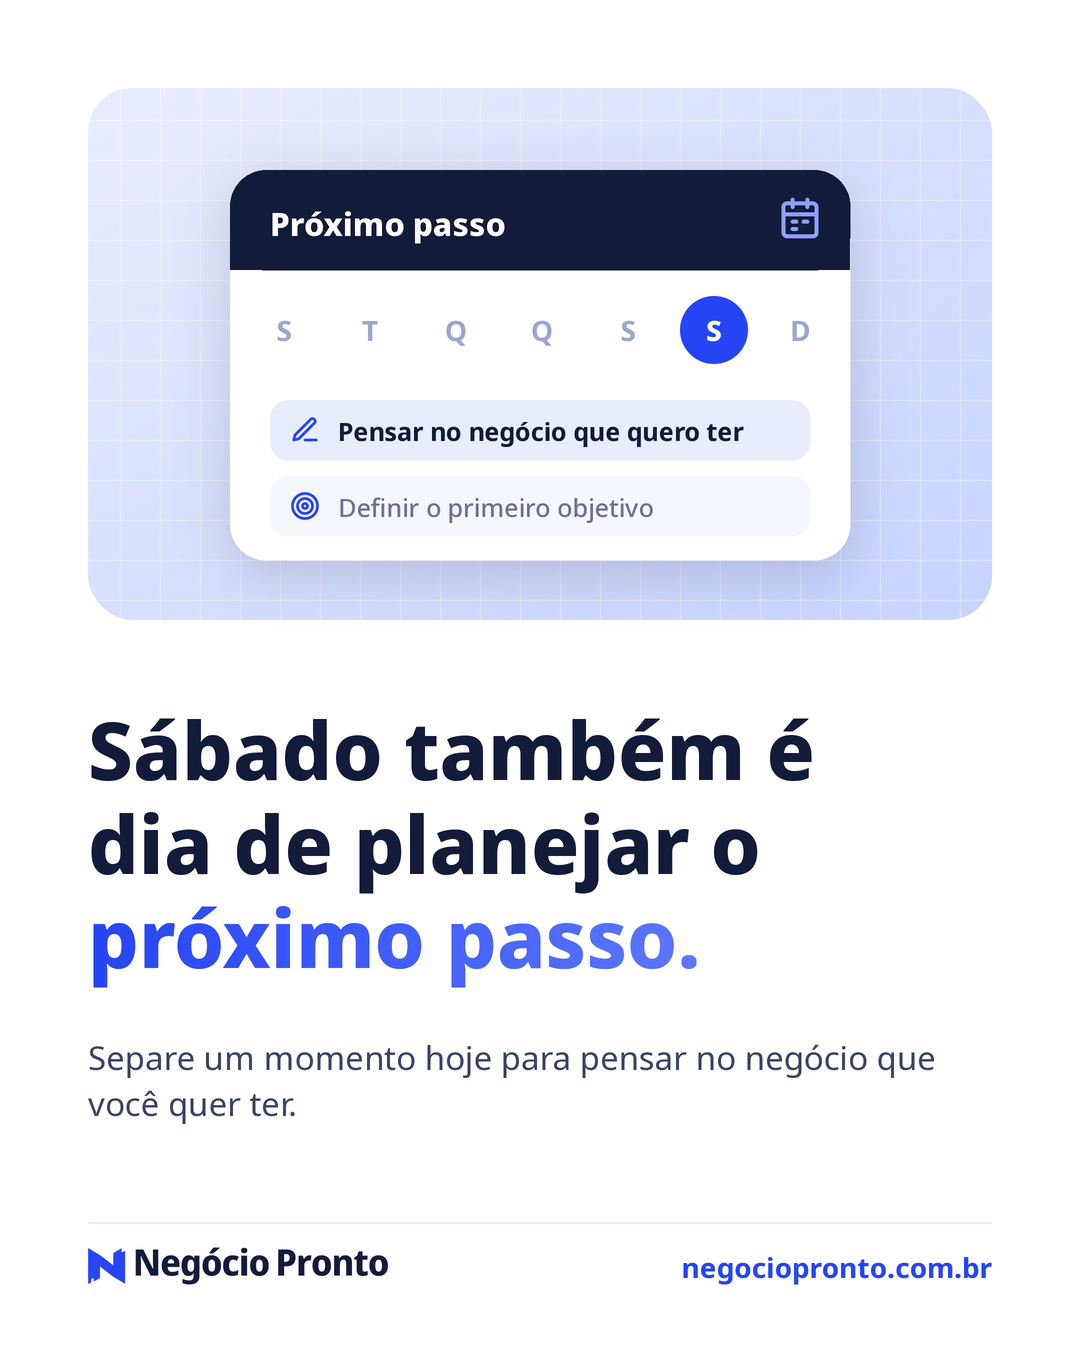 Próximo passo
S T Q Q S S D
Pensar no negócio que quero ter
Definir o primeiro objetivo
Sábado também é
dia de planejar o
próximo passo.
Separe um momento hoje para pensar no negócio que
você quer ter.
Negócio Pronto
negociopronto.com.br